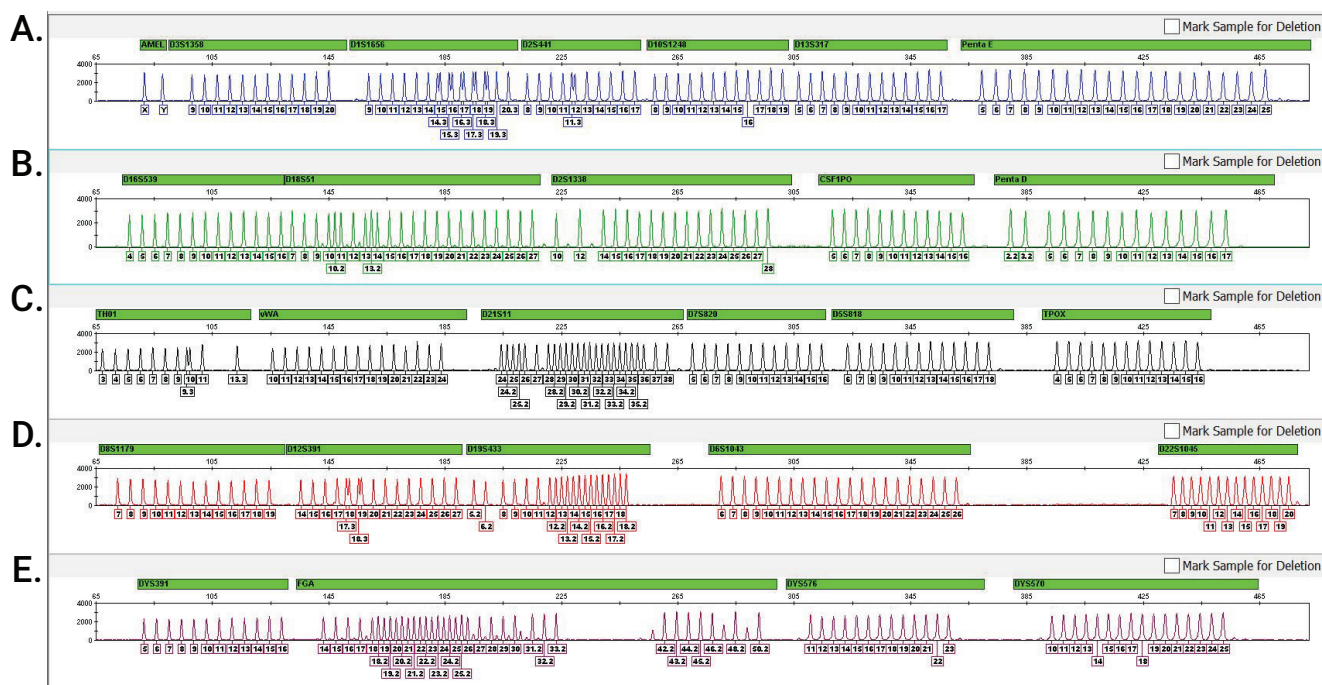 A.
Mark Sample for Deletion
AMEL D3S1358 D1S1656 D2S441 D10S1248 D13S317 Penta E
65 105 145 185 225 265 305 345 385 425 465
4000
2000
0
X Y 9 10 11 12 13 14 15 16 17 18 19 20 9 10 11 12 13 14 15 16 17 18 19 20.3 8 9 10 11 12 13 14 15 16 17 8 9 10 11 12 13 14 15 17 18 19 5 6 7 8 9 10 11 12 13 14 15 16 17 5 6 7 8 9 10 11 12 13 14 15 16 17 18 19 20 21 22 23 24 25
14.3 16.3 18.3 11.3 16
15.3 17.3 19.3
B.
Mark Sample for Deletion
D16S539 D18S51 D2S1338 CSF1PO Penta D
65 105 145 185 225 265 305 345 385 425 465
4000
2000
0
4 5 6 7 8 9 10 11 12 13 14 15 16 7 8 9 10 11 12 13 14 15 16 17 18 19 20 21 22 23 24 25 26 27 10 12 14 15 16 17 18 19 20 21 22 23 24 25 26 27 5 6 7 8 9 10 11 12 13 14 15 16 2.2 3.2 5 6 7 8 9 10 11 12 13 14 15 16 17
10.2 13.2 28
C.
Mark Sample for Deletion
TH01 vWA D21S11 D7S820 D5S818 TPOX
65 105 145 185 225 265 305 345 385 425 465
4000
2000
0
3 4 5 6 7 8 9 10 11 13.3 10 11 12 13 14 15 16 17 18 19 20 21 22 23 24 24 25 26 27 28 29 30 31 32 33 34 35 36 37 38 5 6 7 8 9 10 11 12 13 14 15 16 6 7 8 9 10 11 12 13 14 15 16 17 18 4 5 6 7 8 9 10 11 12 13 14 15 16
9.3 24.2 28.2 30.2 32.2 34.2
25.2 29.2 31.2 33.2 35.2
D.
Mark Sample for Deletion
D8S1179 D12S391 D19S433 D6S1043 D22S1045
65 105 145 185 225 265 305 345 385 425 465
4000
2000
0
7 8 9 10 11 12 13 14 15 16 17 18 19 14 15 16 17 18 19 20 21 22 23 24 25 26 27 5.2 8 9 10 11 12 13 14 15 16 17 18 6 7 8 9 10 11 12 13 14 15 16 17 18 19 20 21 22 23 24 25 26 7 8 9 10 12 14 16 18 20
17.3 6.2 12.2 14.2 16.2 18.2 11 13 15 17 19
18.3 13.2 15.2 17.2
E.
Mark Sample for Deletion
DYS391 FGA DYS576 DYS570
65 105 145 185 225 265 305 345 385 425 465
4000
2000
0
5 6 7 8 9 10 11 12 13 14 15 16 14 15 16 17 18 19 20 21 22 23 24 25 26 27 28 29 30 31.2 33.2 42.2 44.2 46.2 48.2 50.2 11 12 13 14 15 16 17 18 19 20 21 23 10 11 12 13 15 16 17 19 20 21 22 23 24 25
18.2 20.2 22.2 24.2 32.2 43.2 45.2 22 14 18
19.2 21.2 23.2 25.2